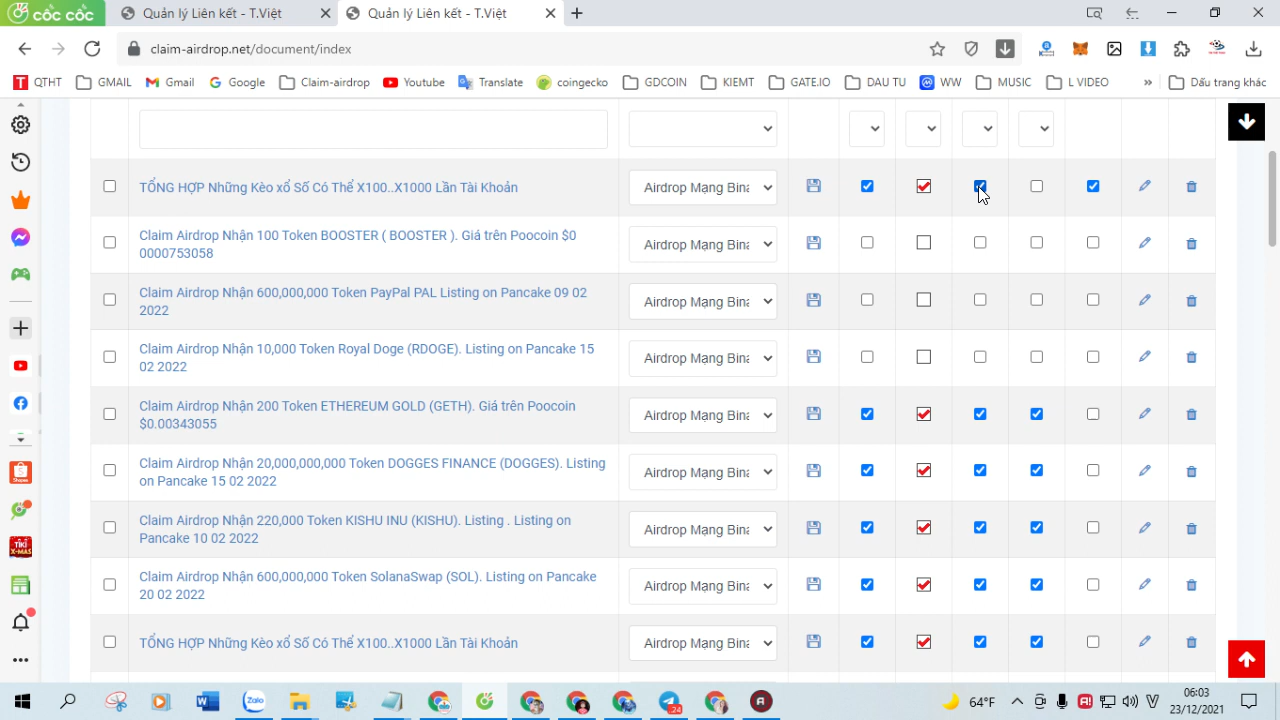 cốc cốc
Quản lý kết - T.Việt
Quản lý kết - T.Việt
claim-airdrop.net/document/index
QTHT
GMAIL
Gmail
Google
Claim-airdrop
Youtube
Translate
coingecko
GDCOIN
KIEMT
GATE.IO
DAU TU
WW
MUSIC
L VIDEO
»
Dấu trang khác
TỔNG HỢP Những Kèo xổ Số Có Thể X100..X1000 Lần Tài Khoản
Airdrop Mạng Bina
Claim Airdrop Nhận 100 Token BOOSTER ( BOOSTER ). Giá trên Poocoin $0
0000753058
Airdrop Mạng Bina
Claim Airdrop Nhận 600,000,000 Token PayPal PAL Listing on Pancake 09 02
2022
Airdrop Mạng Bina
Claim Airdrop Nhận 10,000 Token Royal Doge (RDOGE). Listing on Pancake 15
02 2022
Airdrop Mạng Bina
Claim Airdrop Nhận 200 Token ETHEREUM GOLD (GETH). Giá trên Poocoin
$0.00343055
Airdrop Mạng Bina
Claim Airdrop Nhận 20,000,000,000 Token DOGGES FINANCE (DOGGES). Listing
on Pancake 15 02 2022
Airdrop Mạng Bina
Claim Airdrop Nhận 220,000 Token KISHU INU (KISHU). Listing . Listing on
Pancake 10 02 2022
Airdrop Mạng Bina
Claim Airdrop Nhận 600,000,000 Token SolanaSwap (SOL). Listing on Pancake
20 02 2022
Airdrop Mạng Bina
TỔNG HỢP Những Kèo xổ Số Có Thể X100..X1000 Lần Tài Khoản
Airdrop Mạng Bina
Shopee
TIKI
X-MAS
Zalo
24
64°F
06:03
23/12/2021